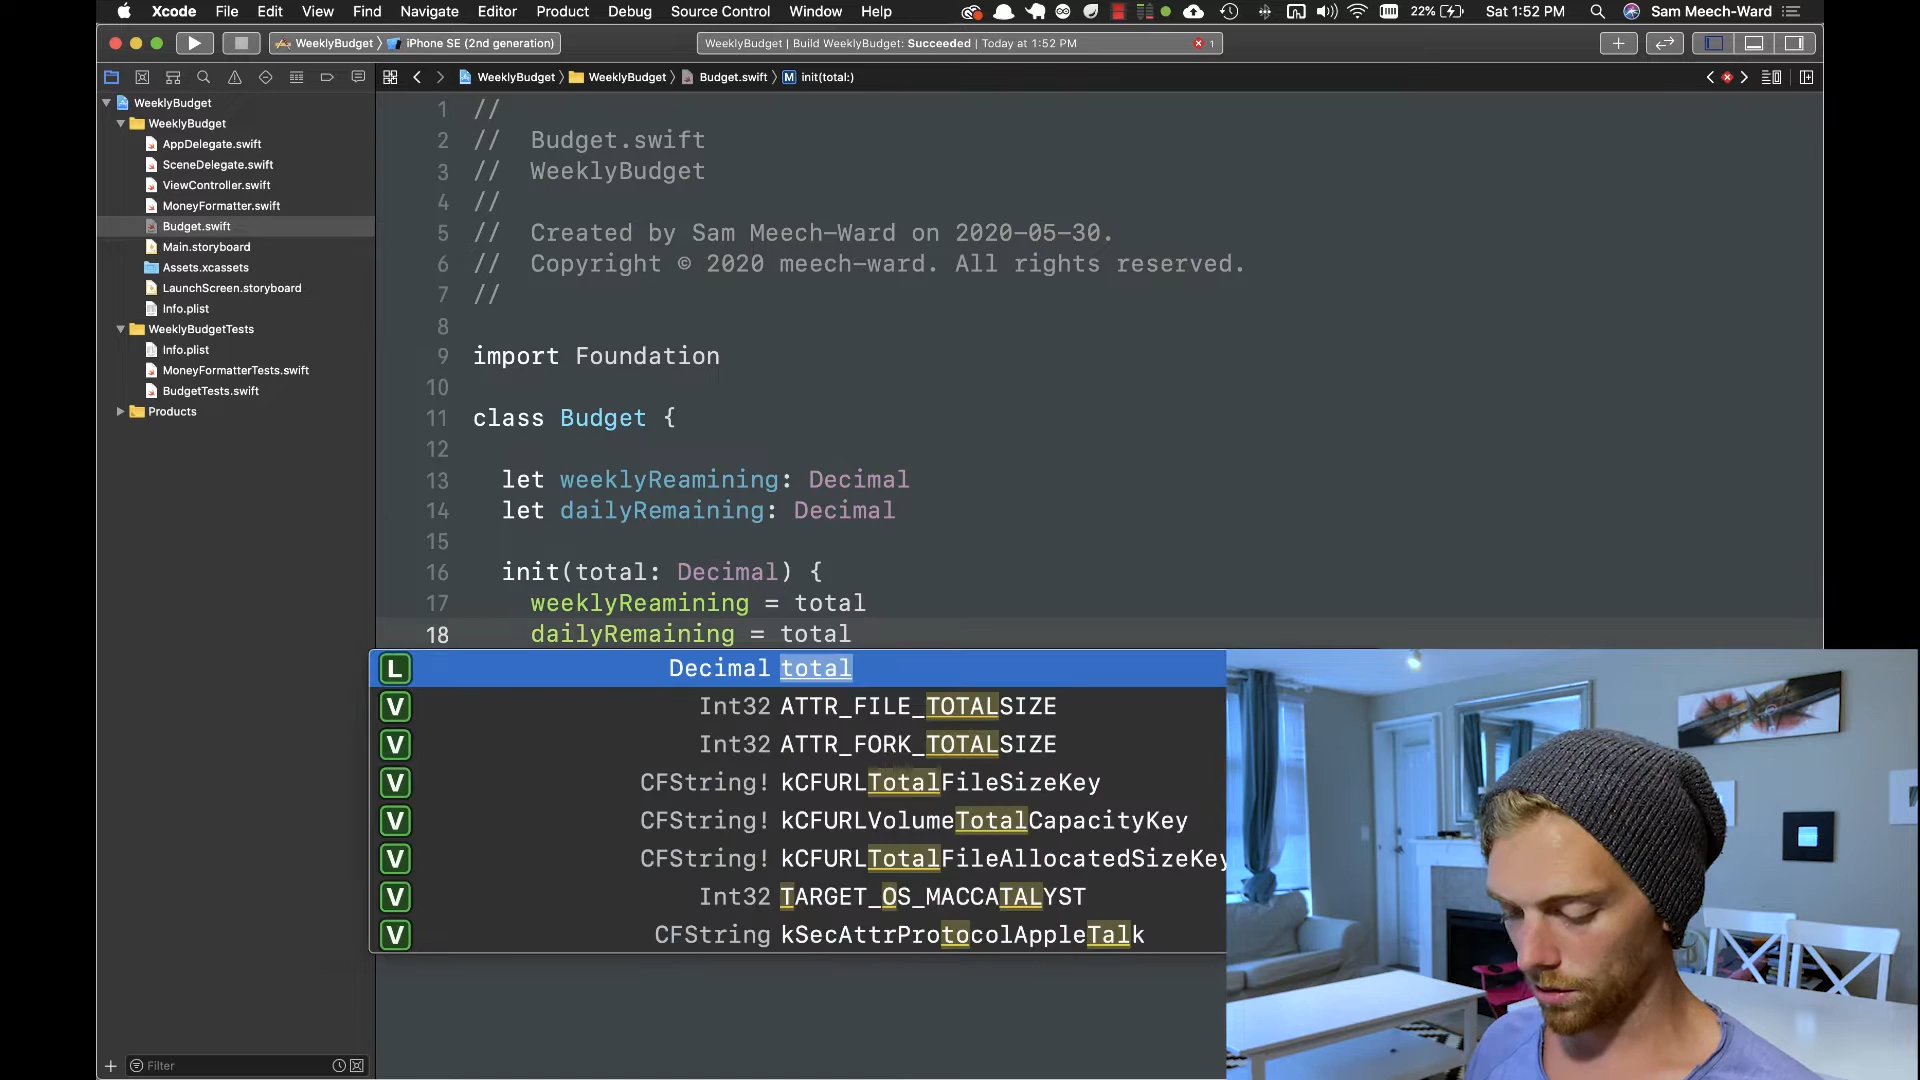 Xcode File Edit View Find Navigate Editor Product Debug Source Control Window Help 22% Sat 1:52 PM Sam Meech-Ward
WeeklyBudget iPhone SE (2nd generation) WeeklyBudget | Build WeeklyBudget: Succeeded | Today at 1:52 PM 1
WeeklyBudget WeeklyBudget Budget.swift M init(total:)
WeeklyBudget
WeeklyBudget
AppDelegate.swift
SceneDelegate.swift
ViewController.swift
MoneyFormatter.swift
Budget.swift
Main.storyboard
Assets.xcassets
LaunchScreen.storyboard
Info.plist
WeeklyBudgetTests
Info.plist
MoneyFormatterTests.swift
BudgetTests.swift
Products
Filter
1 //
2 // Budget.swift
3 // WeeklyBudget
4 //
5 // Created by Sam Meech-Ward on 2020-05-30.
6 // Copyright © 2020 meech-ward. All rights reserved.
7 //
8
9 import Foundation
10
11 class Budget {
12
13 let weeklyReamining: Decimal
14 let dailyRemaining: Decimal
15
16 init(total: Decimal) {
17 weeklyReamining = total
18 dailyRemaining = total
L Decimal total
V Int32 ATTR_FILE_TOTALSIZE
V Int32 ATTR_FORK_TOTALSIZE
V CFString! kCFURLTotalFileSizeKey
V CFString! kCFURLVolumeTotalCapacityKey
V CFString! kCFURLTotalFileAllocatedSizeKey
V Int32 TARGET_OS_MACCATALYST
V CFString kSecAttrProtocolAppleTalk